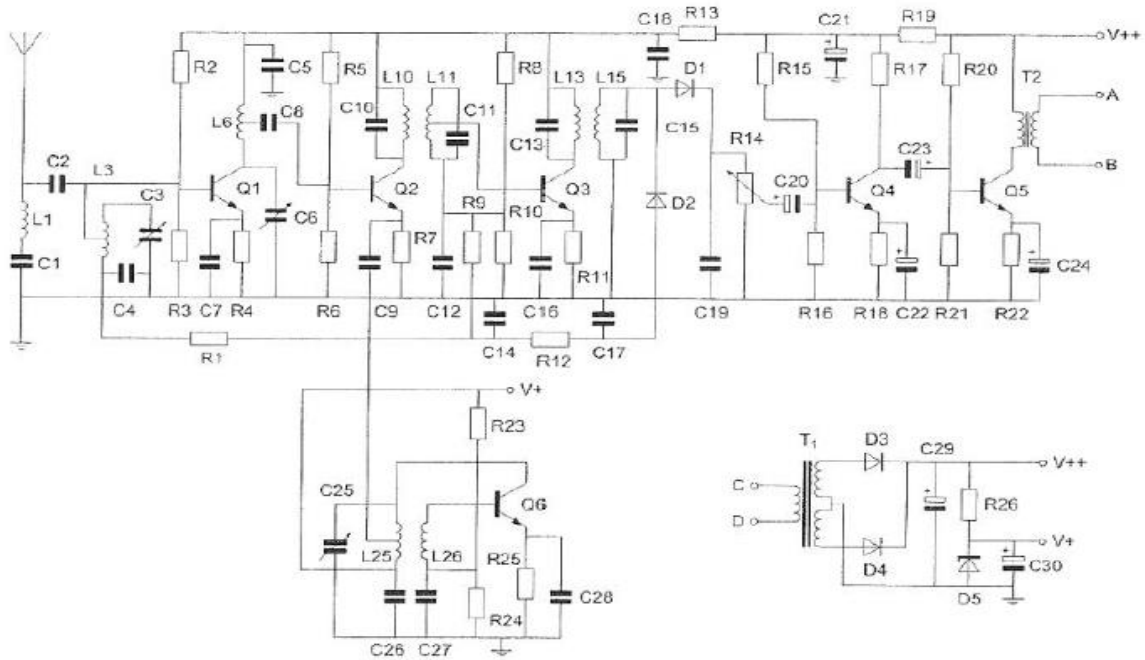 C18 R13 C21 R19 V++
R2 C5 R5 L10 L11 R8 L13 L15 D1 R15 R17 R20 T2
C8 C10 C11 C15 A
L6 C13 R14 C23
C2 L3 C3 Q1 C6 Q2 R9 R10 Q3 D2 C20 Q4 Q5 B
L1 R7 R11
C1 C24
C4 R3 C7 R4 R6 C9 C12 C16 C19 R16 R18 C22 R21 R22
R1 C14 R12 C17
V+
R23 T1 D3 C29 V++
C25 Q6 C R26
L25 L26 R25 D V+
R24 C28 D4 D5 C30
C26 C27